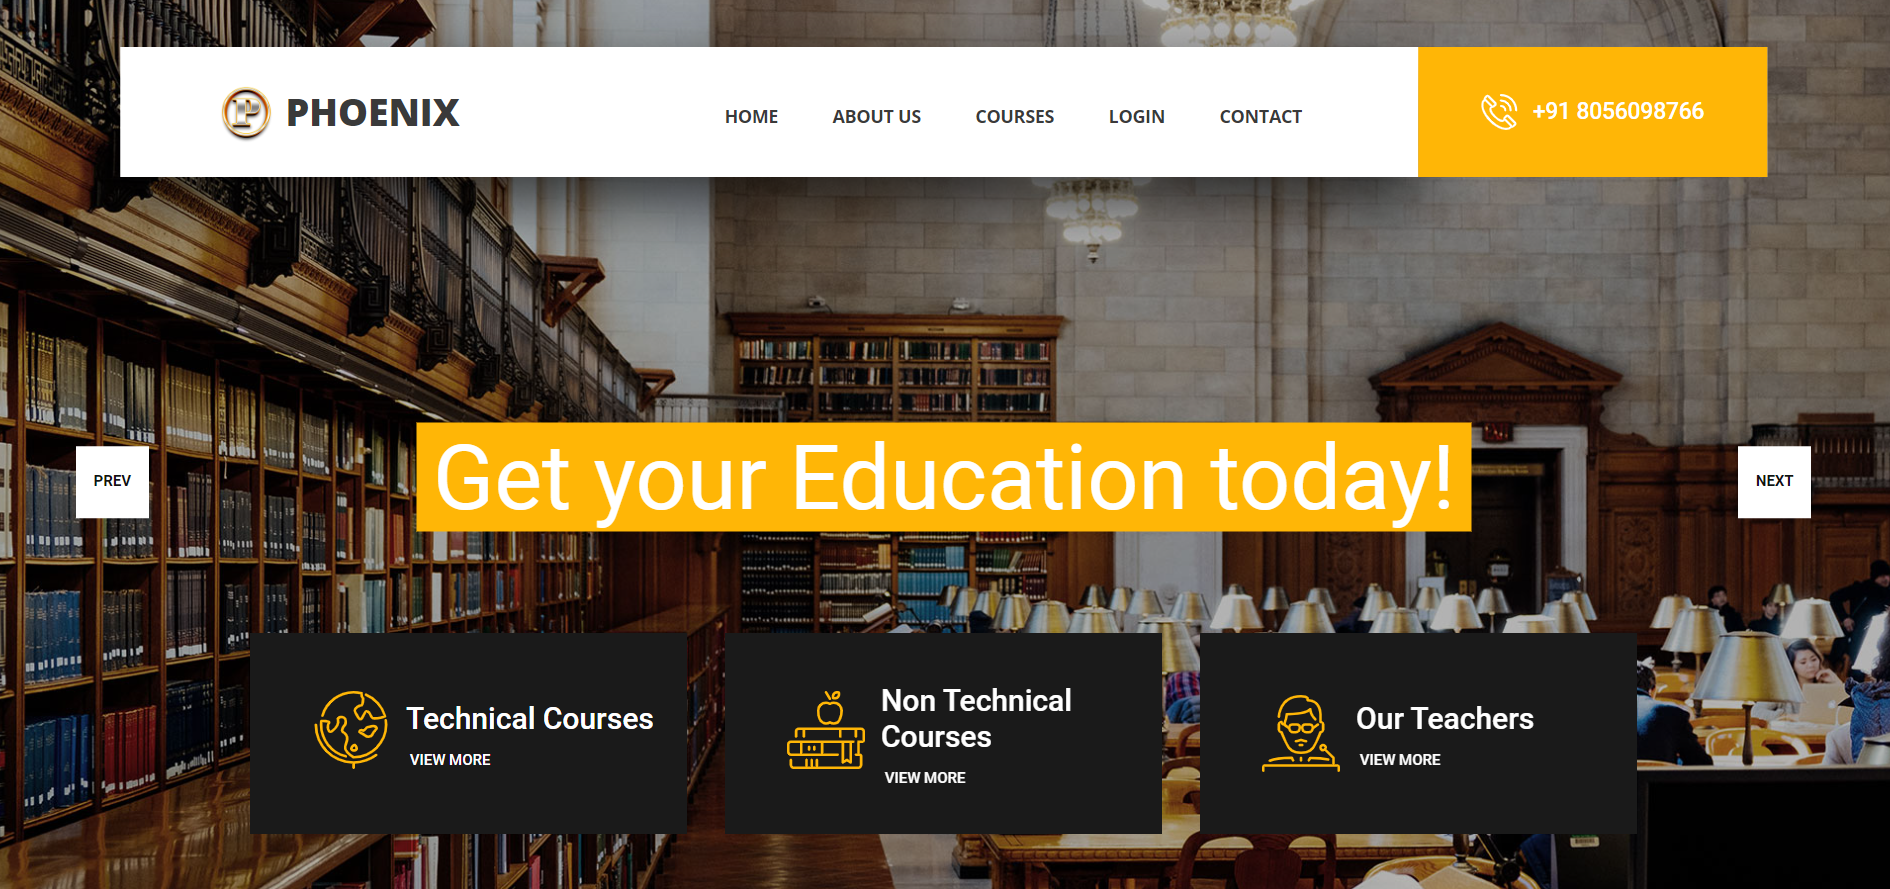 P PHOENIX
HOME ABOUT US COURSES LOGIN CONTACT
+91 8056098766
Get your Education today!
PREV
NEXT
Technical Courses
VIEW MORE
Non Technical
Courses
VIEW MORE
Our Teachers
VIEW MORE